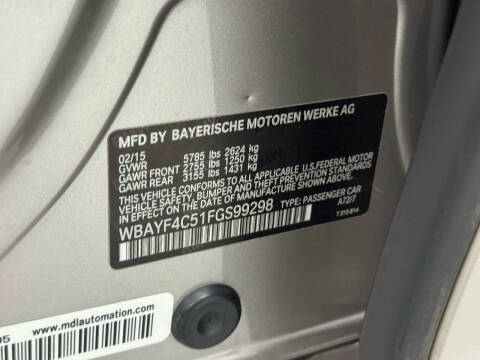 MFD BY BAYERISCHE MOTOREN WERKE AG
02/15 5785 lbs 2624 kg
GVWR
GAWR FRONT 2755 lbs 1250 kg
GAWR REAR 3155 lbs 1431 kg
THIS VEHICLE CONFORMS TO ALL APPLICABLE U.S. FEDERAL MOTOR
VEHICLE SAFETY, BUMPER, AND THEFT PREVENTION STANDARDS
IN EFFECT ON THE DATE OF MANUFACTURE SHOWN ABOVE.
WBAYF4C51FGS99298 TYPE: PASSENGER CAR
A72/7
7 315 614
www.mdlautomation.com